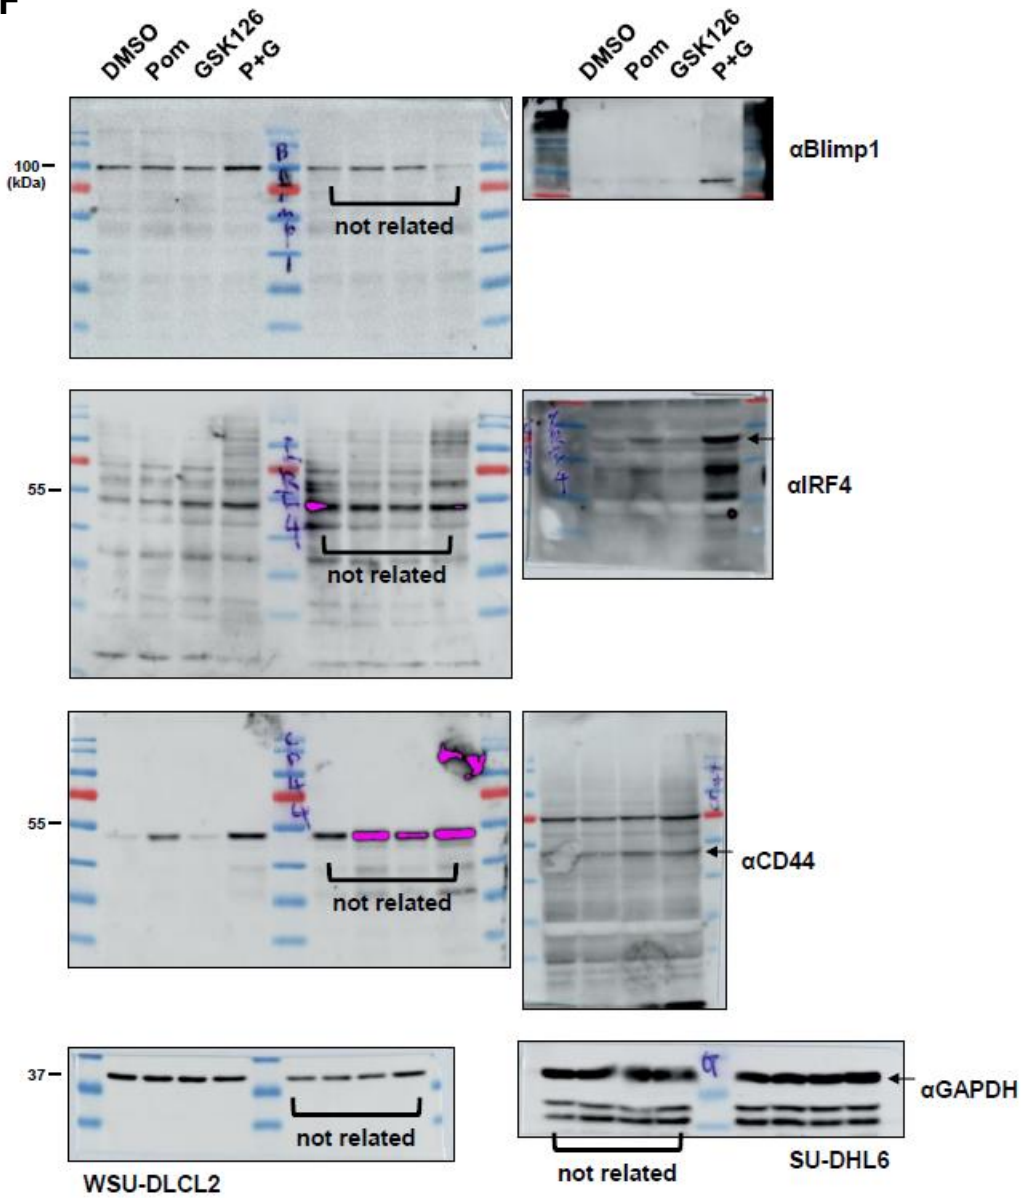 F
DMSO Pom GSK126 P+G
DMSO Pom GSK126 P+G
100
(kDa)
not related
αBlimp1
55
not related
αIRF4
55
not related
αCD44
37
not related
not related
αGAPDH
WSU-DLCL2
SU-DHL6